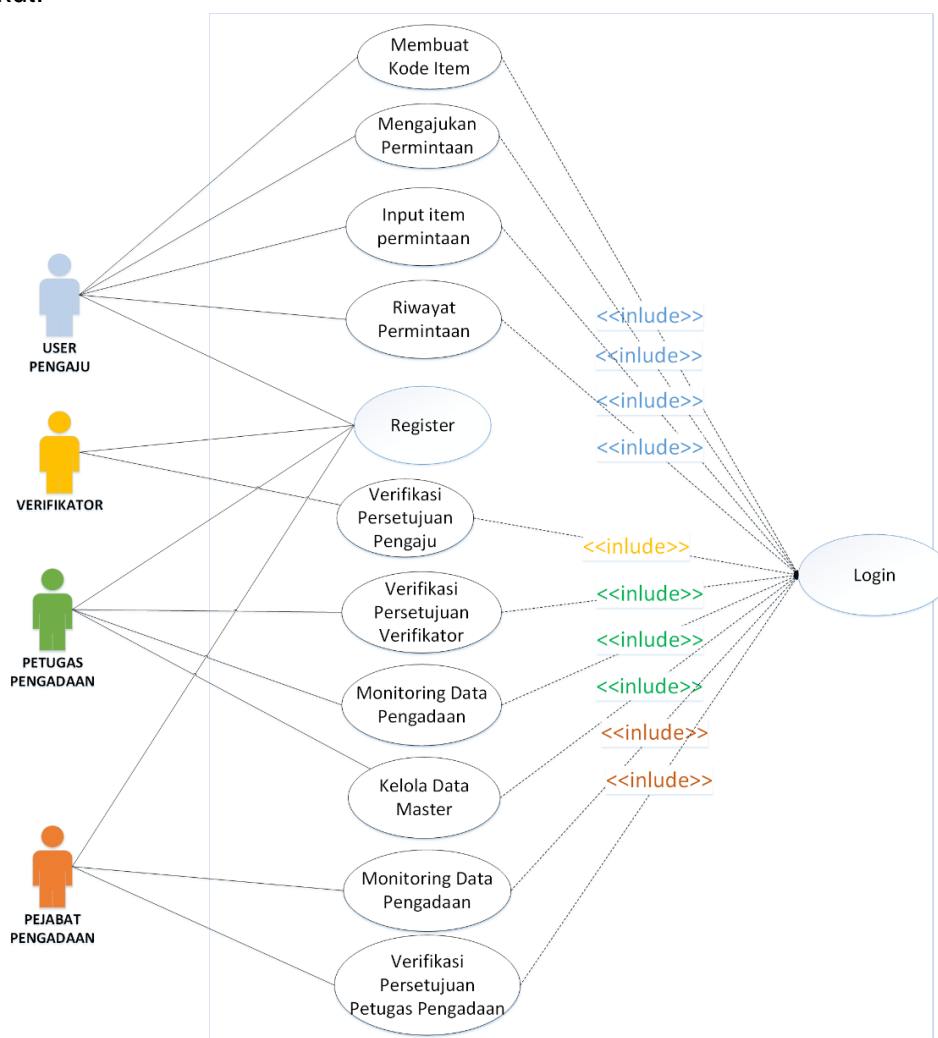 Membuat
Kode Item
Mengajukan
Permintaan
Input item
permintaan
Riwayat
Permintaan
<<inlude>>
<<inlude>>
<<inlude>>
<<inlude>>
USER
PENGAJU
Register
VERIFIKATOR
Verifikasi
Persetujuan
Pengaju
<<inlude>>
Login
Verifikasi
Persetujuan
Verifikator
<<inlude>>
<<inlude>>
<<inlude>>
PETUGAS
PENGADAAN
Monitoring Data
Pengadaan
<<inlude>>
<<inlude>>
Kelola Data
Master
Monitoring Data
Pengadaan
PEJABAT
PENGADAAN
Verifikasi
Persetujuan
Petugas Pengadaan